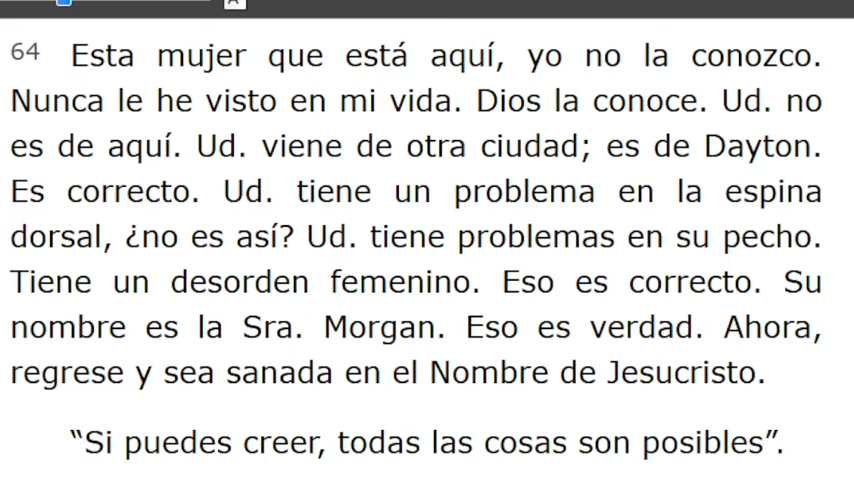 64 Esta mujer que está aquí, yo no la conozco.
Nunca le he visto en mi vida. Dios la conoce. Ud. no
es de aquí. Ud. viene de otra ciudad; es de Dayton.
Es correcto. Ud. tiene un problema en la espina
dorsal, ¿no es así? Ud. tiene problemas en su pecho.
Tiene un desorden femenino. Eso es correcto. Su
nombre es la Sra. Morgan. Eso es verdad. Ahora,
regrese y sea sanada en el Nombre de Jesucristo.
“Si puedes creer, todas las cosas son posibles”.